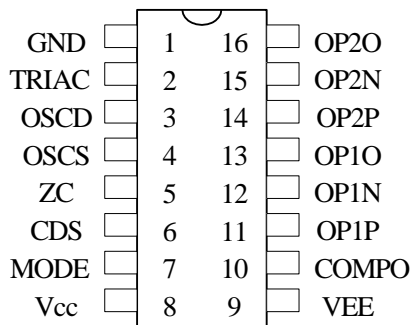 GND 1 16 OP2O
TRIAC 2 15 OP2N
OSCD 3 14 OP2P
OSCS 4 13 OP1O
ZC 5 12 OP1N
CDS 6 11 OP1P
MODE 7 10 COMPO
Vcc 8 9 VEE